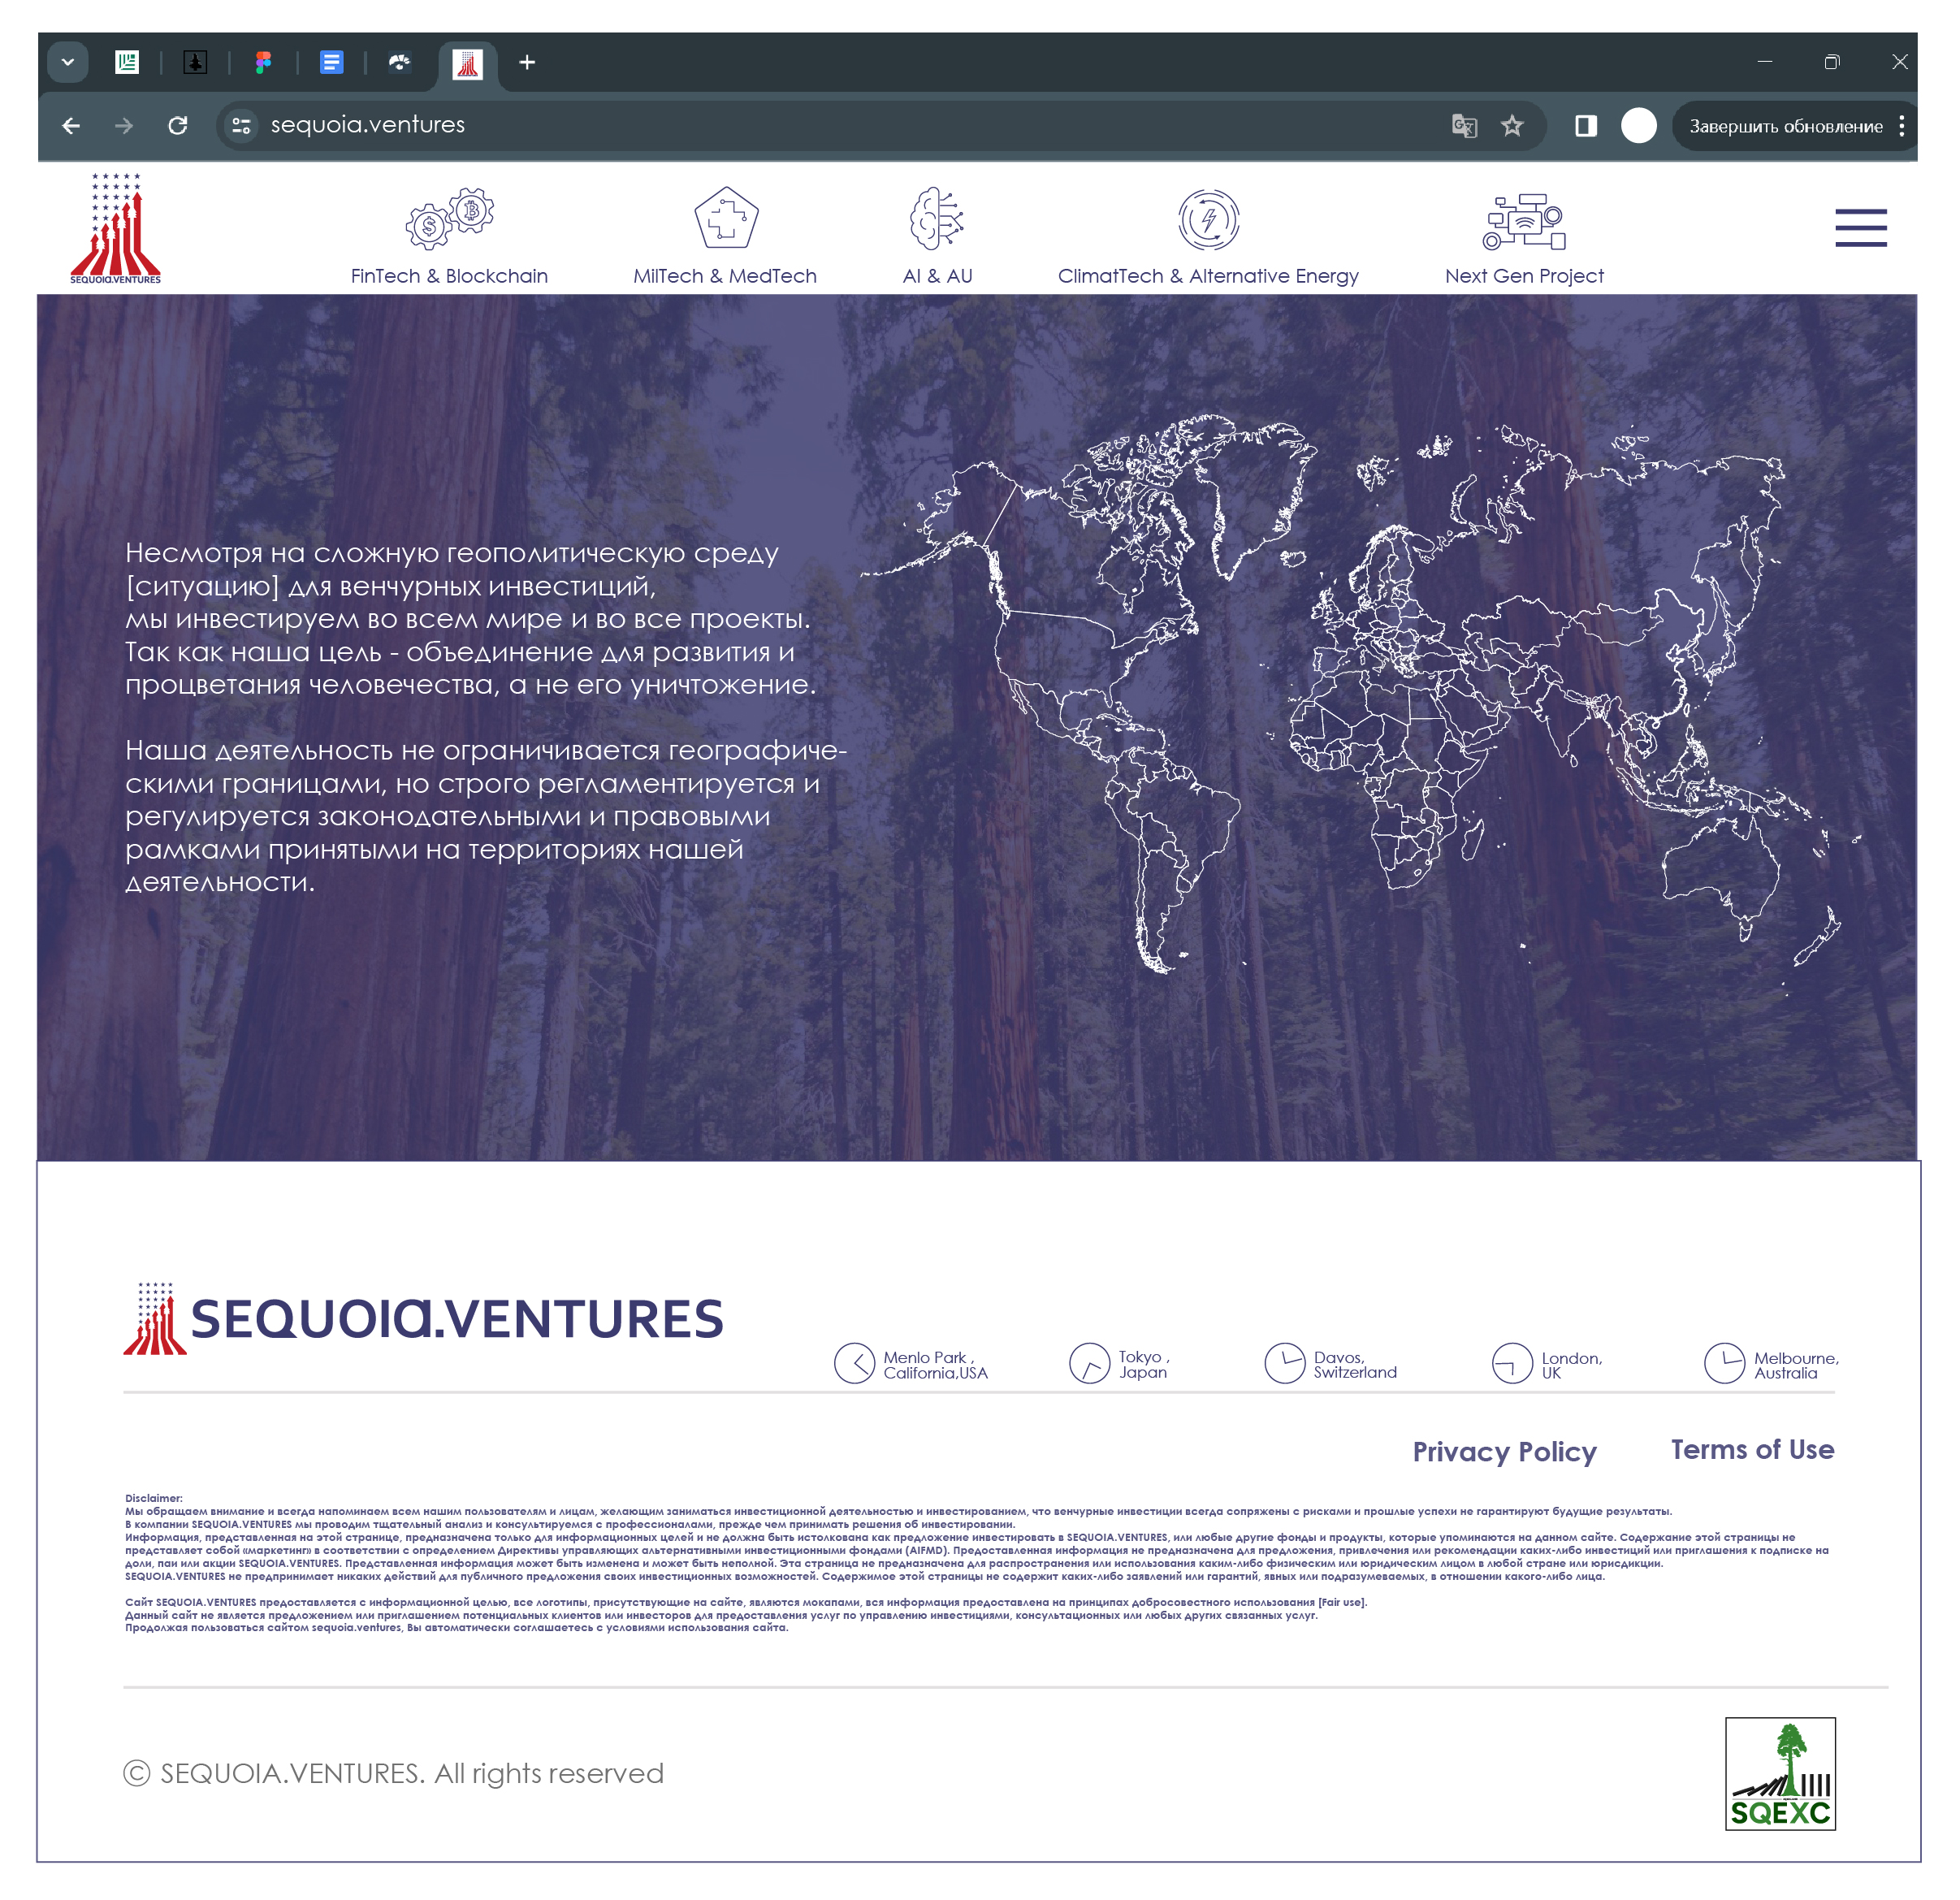 sequoia.ventures
Завершить обновление
SEQUOIA.VENTURES
FinTech & Blockchain
MilTech & MedTech
AI & AU
ClimatTech & Alternative Energy
Next Gen Project
Несмотря на сложную геополитическую среду
[ситуацию] для венчурных инвестиций,
мы инвестируем во всем мире и во все проекты.
Так как наша цель - объединение для развития и
процветания человечества, а не его уничтожение.
Наша деятельность не ограничивается географиче-
скими границами, но строго регламентируется и
регулируется законодательными и правовыми
рамками принятыми на территориях нашей
деятельности.
SEQUOIA.VENTURES
Menlo Park ,
California,USA
Tokyo ,
Japan
Davos,
Switzerland
London,
UK
Melbourne,
Australia
Privacy Policy
Terms of Use
Disclaimer:
Мы обращаем внимание и всегда напоминаем всем нашим пользователям и лицам, желающим заниматься инвестиционной деятельностью и инвестированием, что венчурные инвестиции всегда сопряжены с рисками и прошлые успехи не гарантируют будущие результаты.
В компании SEQUOIA.VENTURES мы проводим тщательный анализ и консультируемся с профессионалами, прежде чем принимать решения об инвестировании.
Информация, представленная на этой странице, предназначена только для информационных целей и не должна быть истолкована как предложение инвестировать в SEQUOIA.VENTURES, или любые другие фонды и продукты, которые упоминаются на данном сайте. Содержание этой страницы не
представляет собой «маркетинг» в соответствии с определением Директивы управляющих альтернативными инвестиционными фондами (AIFMD). Предоставленная информация не предназначена для предложения, привлечения или рекомендации каких-либо инвестиций или приглашения к подписке на
доли, паи или акции SEQUOIA.VENTURES. Представленная информация может быть изменена и может быть неполной. Эта страница не предназначена для распространения или использования каким-либо физическим или юридическим лицом в любой стране или юрисдикции.
SEQUOIA.VENTURES не предпринимает никаких действий для публичного предложения своих инвестиционных возможностей. Содержимое этой страницы не содержит каких-либо заявлений или гарантий, явных или подразумеваемых, в отношении какого-либо лица.
Сайт SEQUOIA.VENTURES предоставляется с информационной целью, все логотипы, присутствующие на сайте, являются мокапами, вся информация предоставлена на принципах добросовестного использования [Fair use].
Данный сайт не является предложением или приглашением потенциальных клиентов или инвесторов для предоставления услуг по управлению инвестициями, консультационных или любых других связанных услуг.
Продолжая пользоваться сайтом sequoia.ventures, Вы автоматически соглашаетесь с условиями использования сайта.
© SEQUOIA.VENTURES. All rights reserved
SQEXC